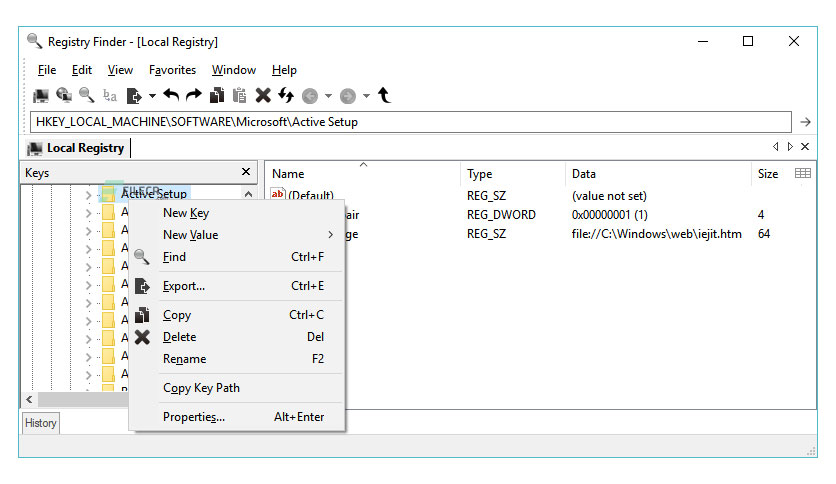 Registry Finder - [Local Registry]
File Edit View Favorites Window Help
HKEY_LOCAL_MACHINE\SOFTWARE\Microsoft\Active Setup
Local Registry
Keys
Name Type Data Size
Active Setup
FILECR
(Default) REG_SZ (value not set)
air REG_DWORD 0x00000001 (1) 4
ge REG_SZ file://C:\Windows\web\iejit.htm 64
A
A
A
A
A
A
A
A
A
A
New Key
New Value
Find Ctrl+F
Export... Ctrl+E
Copy Ctrl+C
Delete Del
Rename F2
Copy Key Path
Properties... Alt+Enter
History